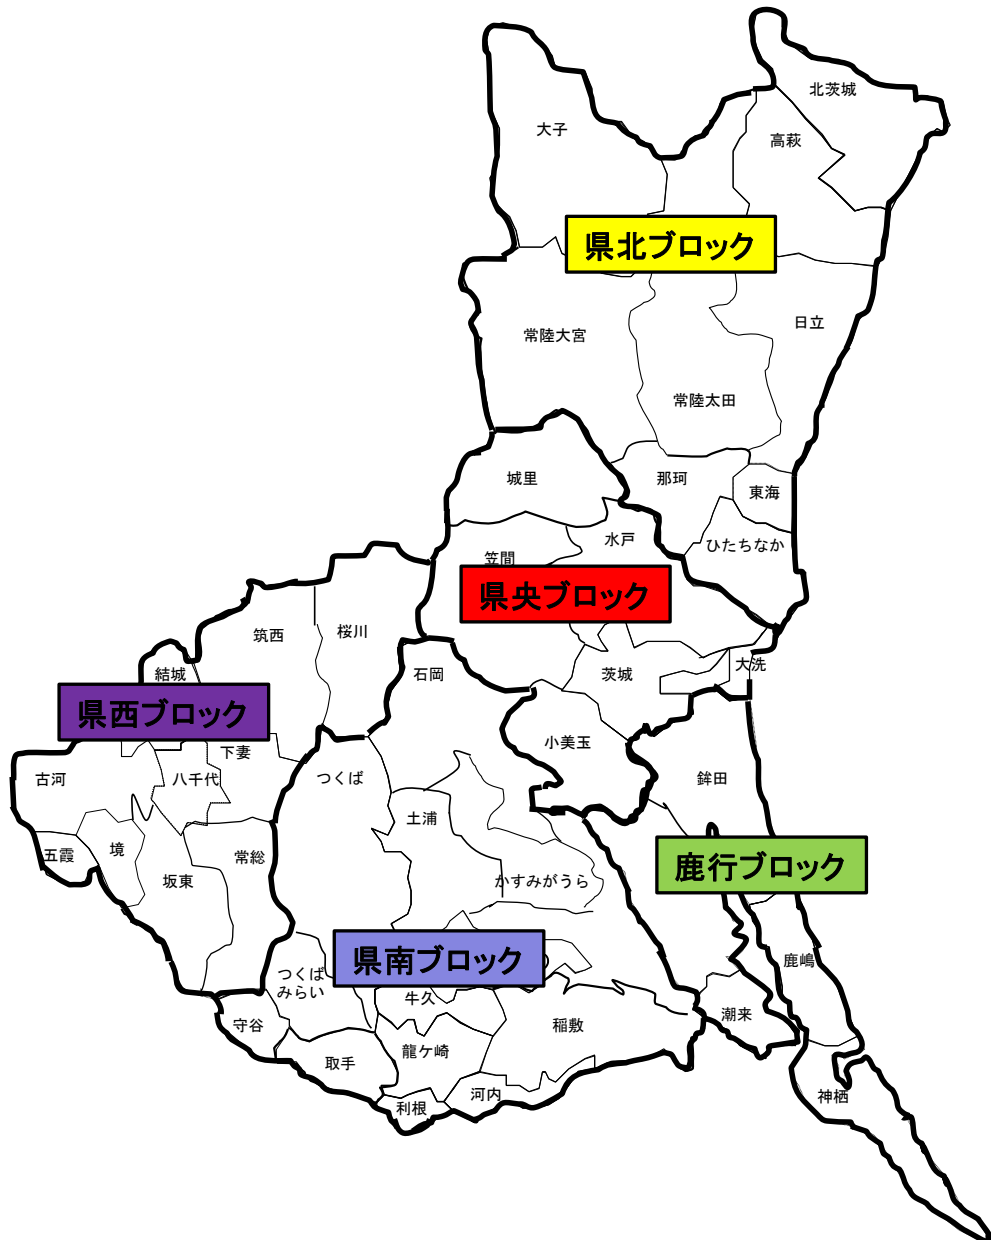 北茨城
大子
高萩
県北ブロック
日立
常陸大宮
常陸太田
城里
那珂
東海
水戸
ひたちなか
笠間
県央ブロック
筑西
桜川
結城
石岡
茨城
大洗
県西ブロック
小美玉
下妻
古河
八千代
つくば
鉾田
土浦
五霞
境
常総
坂東
かすみがうら
鹿行ブロック
県南ブロック
鹿嶋
つくば
みらい
牛久
守谷
稲敷
潮来
取手
龍ケ崎
利根
河内
神栖